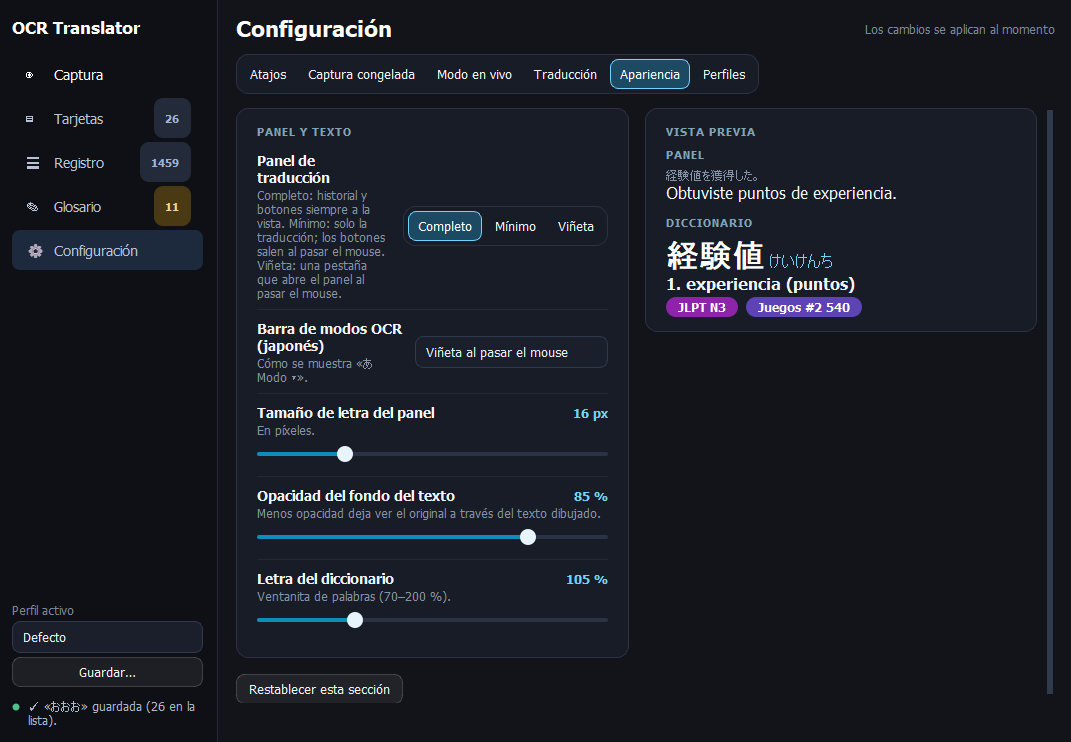 OCR Translator
Captura
Tarjetas 26
Registro 1459
Glosario 11
Configuración
Perfil activo
Defecto
Guardar...
✓ «おおお» guardada (26 en la
lista).
Configuración
Los cambios se aplican al momento
Atajos Captura congelada Modo en vivo Traducción Apariencia Perfiles
PANEL Y TEXTO
Panel de
traducción
Completo: historial y
botones siempre a la
vista. Mínimo: solo la
traducción; los botones
salen al pasar el mouse.
Viñeta: una pestaña
que abre el panel al
pasar el mouse.
Completo Mínimo Viñeta
Barra de modos OCR
(japonés)
Cómo se muestra «あ
Modo ▾».
Viñeta al pasar el mouse
Tamaño de letra del panel 16 px
En píxeles.
Opacidad del fondo del texto 85 %
Menos opacidad deja ver el original a través del texto dibujado.
Letra del diccionario 105 %
Ventanita de palabras (70–200 %).
Restablecer esta sección
VISTA PREVIA
PANEL
経験値を獲得した。
Obtuviste puntos de experiencia.
DICCIONARIO
経験値 けいけんち
1. experiencia (puntos)
JLPT N3 Juegos #2 540